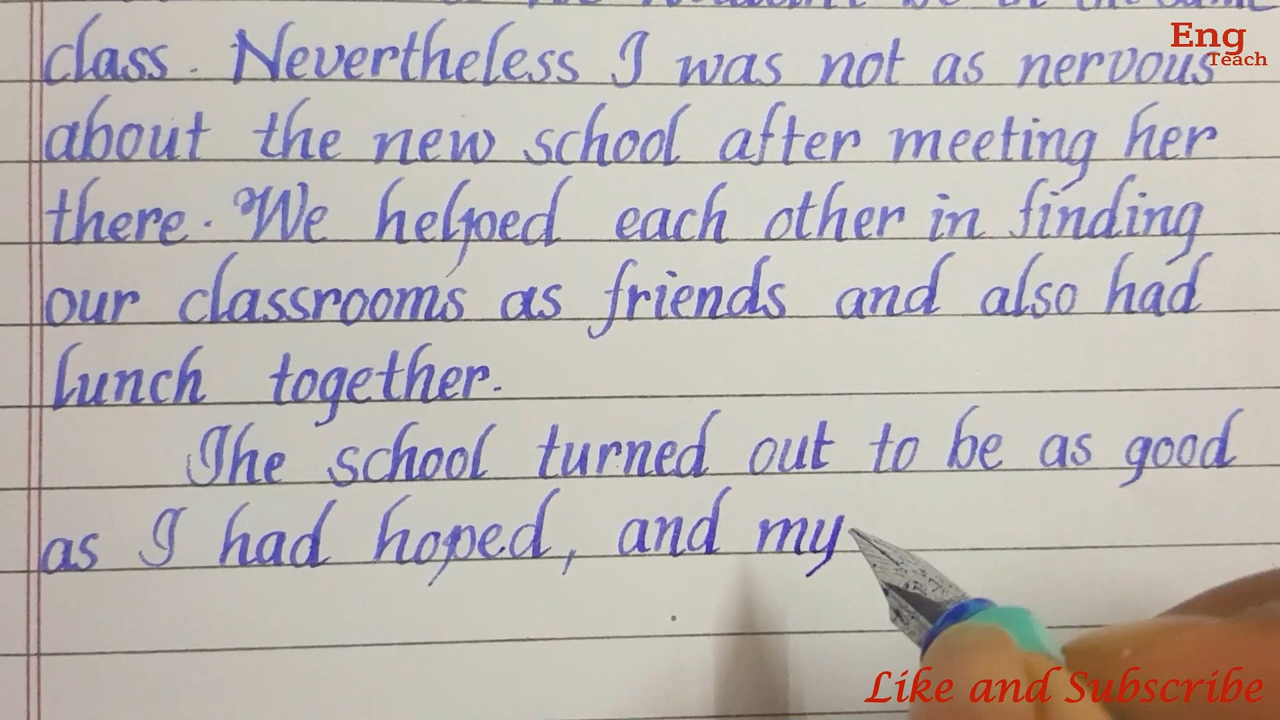 class. Nevertheless I was not as nervous
about the new school after meeting her
there. We helped each other in finding
our classrooms as friends and also had
lunch together.
The school turned out to be as good
as I had hoped, and my
Eng
Teach
Like and Subscribe